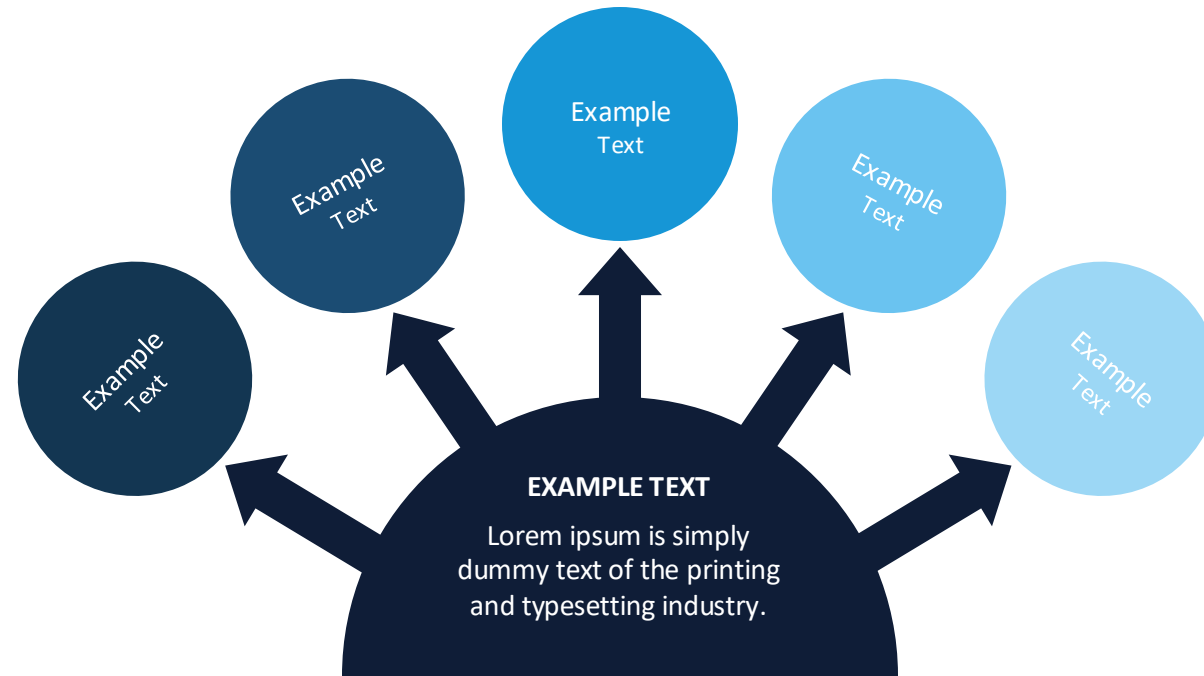 Example
Text
Example
Text
Example
Text
Example
Text
Example
Text
EXAMPLE TEXT
Lorem ipsum is simply
dummy text of the printing
and typesetting industry.